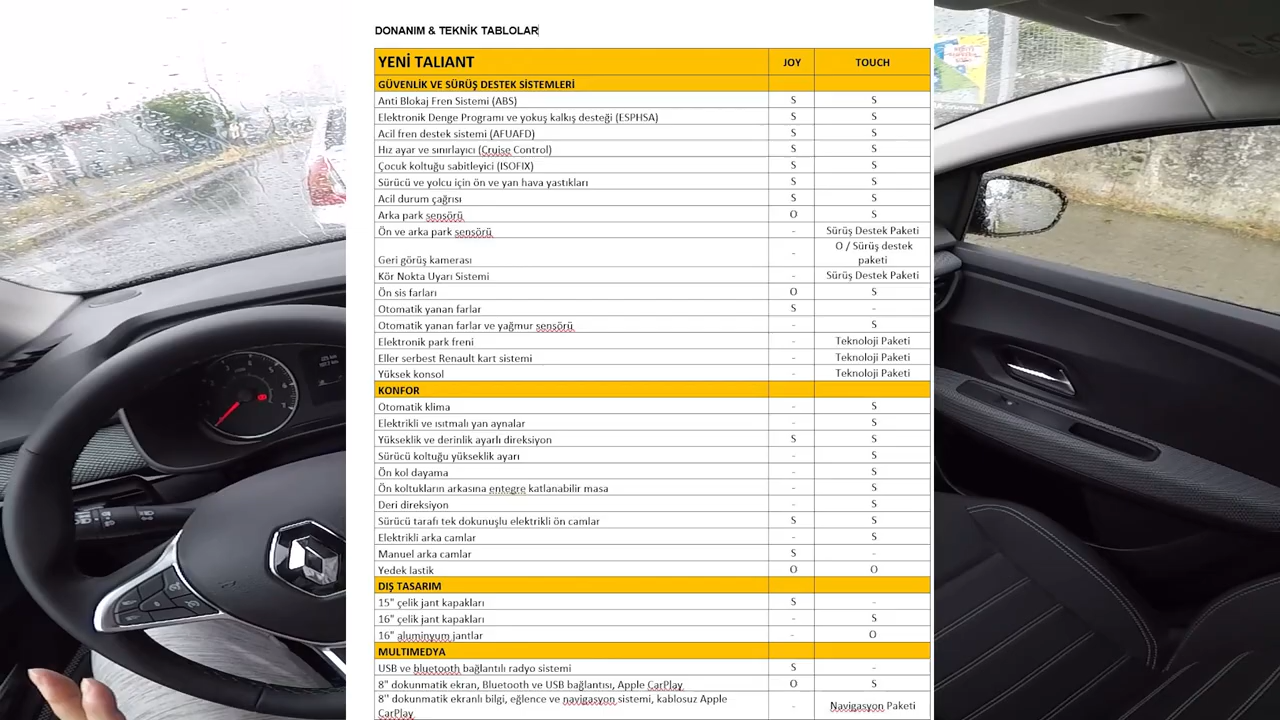 DONANIM & TEKNİK TABLOLAR
YENİ TALIANT JOY TOUCH
GÜVENLİK VE SÜRÜŞ DESTEK SİSTEMLERİ
Anti Blokaj Fren Sistemi (ABS) S S
Elektronik Denge Programı ve yokuş kalkış desteği (ESPHSA) S S
Acil fren destek sistemi (AFUAFD) S S
Hız ayar ve sınırlayıcı (Cruise Control) S S
Çocuk koltuğu sabitleyici (ISOFIX) S S
Sürücü ve yolcu için ön ve yan hava yastıkları S S
Acil durum çağrısı S S
Arka park sensörü O S
Ön ve arka park sensörü - Sürüş Destek Paketi
Geri görüş kamerası - O / Sürüş destek
paketi
Kör Nokta Uyarı Sistemi - Sürüş Destek Paketi
Ön sis farları O S
Otomatik yanan farlar S -
Otomatik yanan farlar ve yağmur sensörü - S
Elektronik park freni - Teknoloji Paketi
Eller serbest Renault kart sistemi - Teknoloji Paketi
Yüksek konsol - Teknoloji Paketi
KONFOR
Otomatik klima - S
Elektrikli ve ısıtmalı yan aynalar - S
Yükseklik ve derinlik ayarlı direksiyon S S
Sürücü koltuğu yükseklik ayarı - S
Ön kol dayama - S
Ön koltukların arkasına entegre katlanabilir masa - S
Deri direksiyon - S
Sürücü tarafı tek dokunuşlu elektrikli ön camlar S S
Elektrikli arka camlar - S
Manuel arka camlar S -
Yedek lastik O O
DIŞ TASARIM
15" çelik jant kapakları S -
16" çelik jant kapakları - S
16" aluminyum jantlar - O
MULTIMEDYA
USB ve bluetooth bağlantılı radyo sistemi S -
8" dokunmatik ekran, Bluetooth ve USB bağlantısı, Apple CarPlay O S
8'' dokunmatik ekranlı bilgi, eğlence ve navigasyon sistemi, kablosuz Apple
CarPlay - Navigasyon Paketi